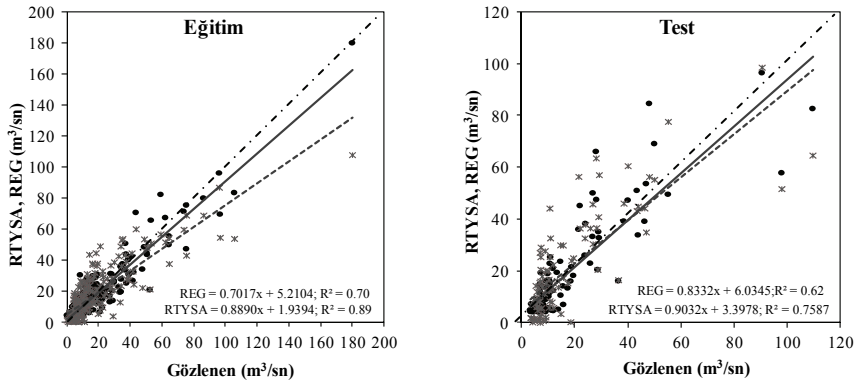 Eğitim
RTYSA, REG (m³/sn)
200
180
160
140
120
100
80
60
40
20
0
REG = 0.7017x + 5.2104; R² = 0.70
RTYSA = 0.8890x + 1.9394; R² = 0.89
0 20 40 60 80 100 120 140 160 180 200
Gözlenen (m³/sn)
Test
RTYSA, REG (m³/sn)
120
100
80
60
40
20
0
REG = 0.8332x + 6.0345;R² = 0.62
RTYSA = 0.9032x + 3.3978; R² = 0.7587
0 20 40 60 80 100 120
Gözlenen (m³/sn)